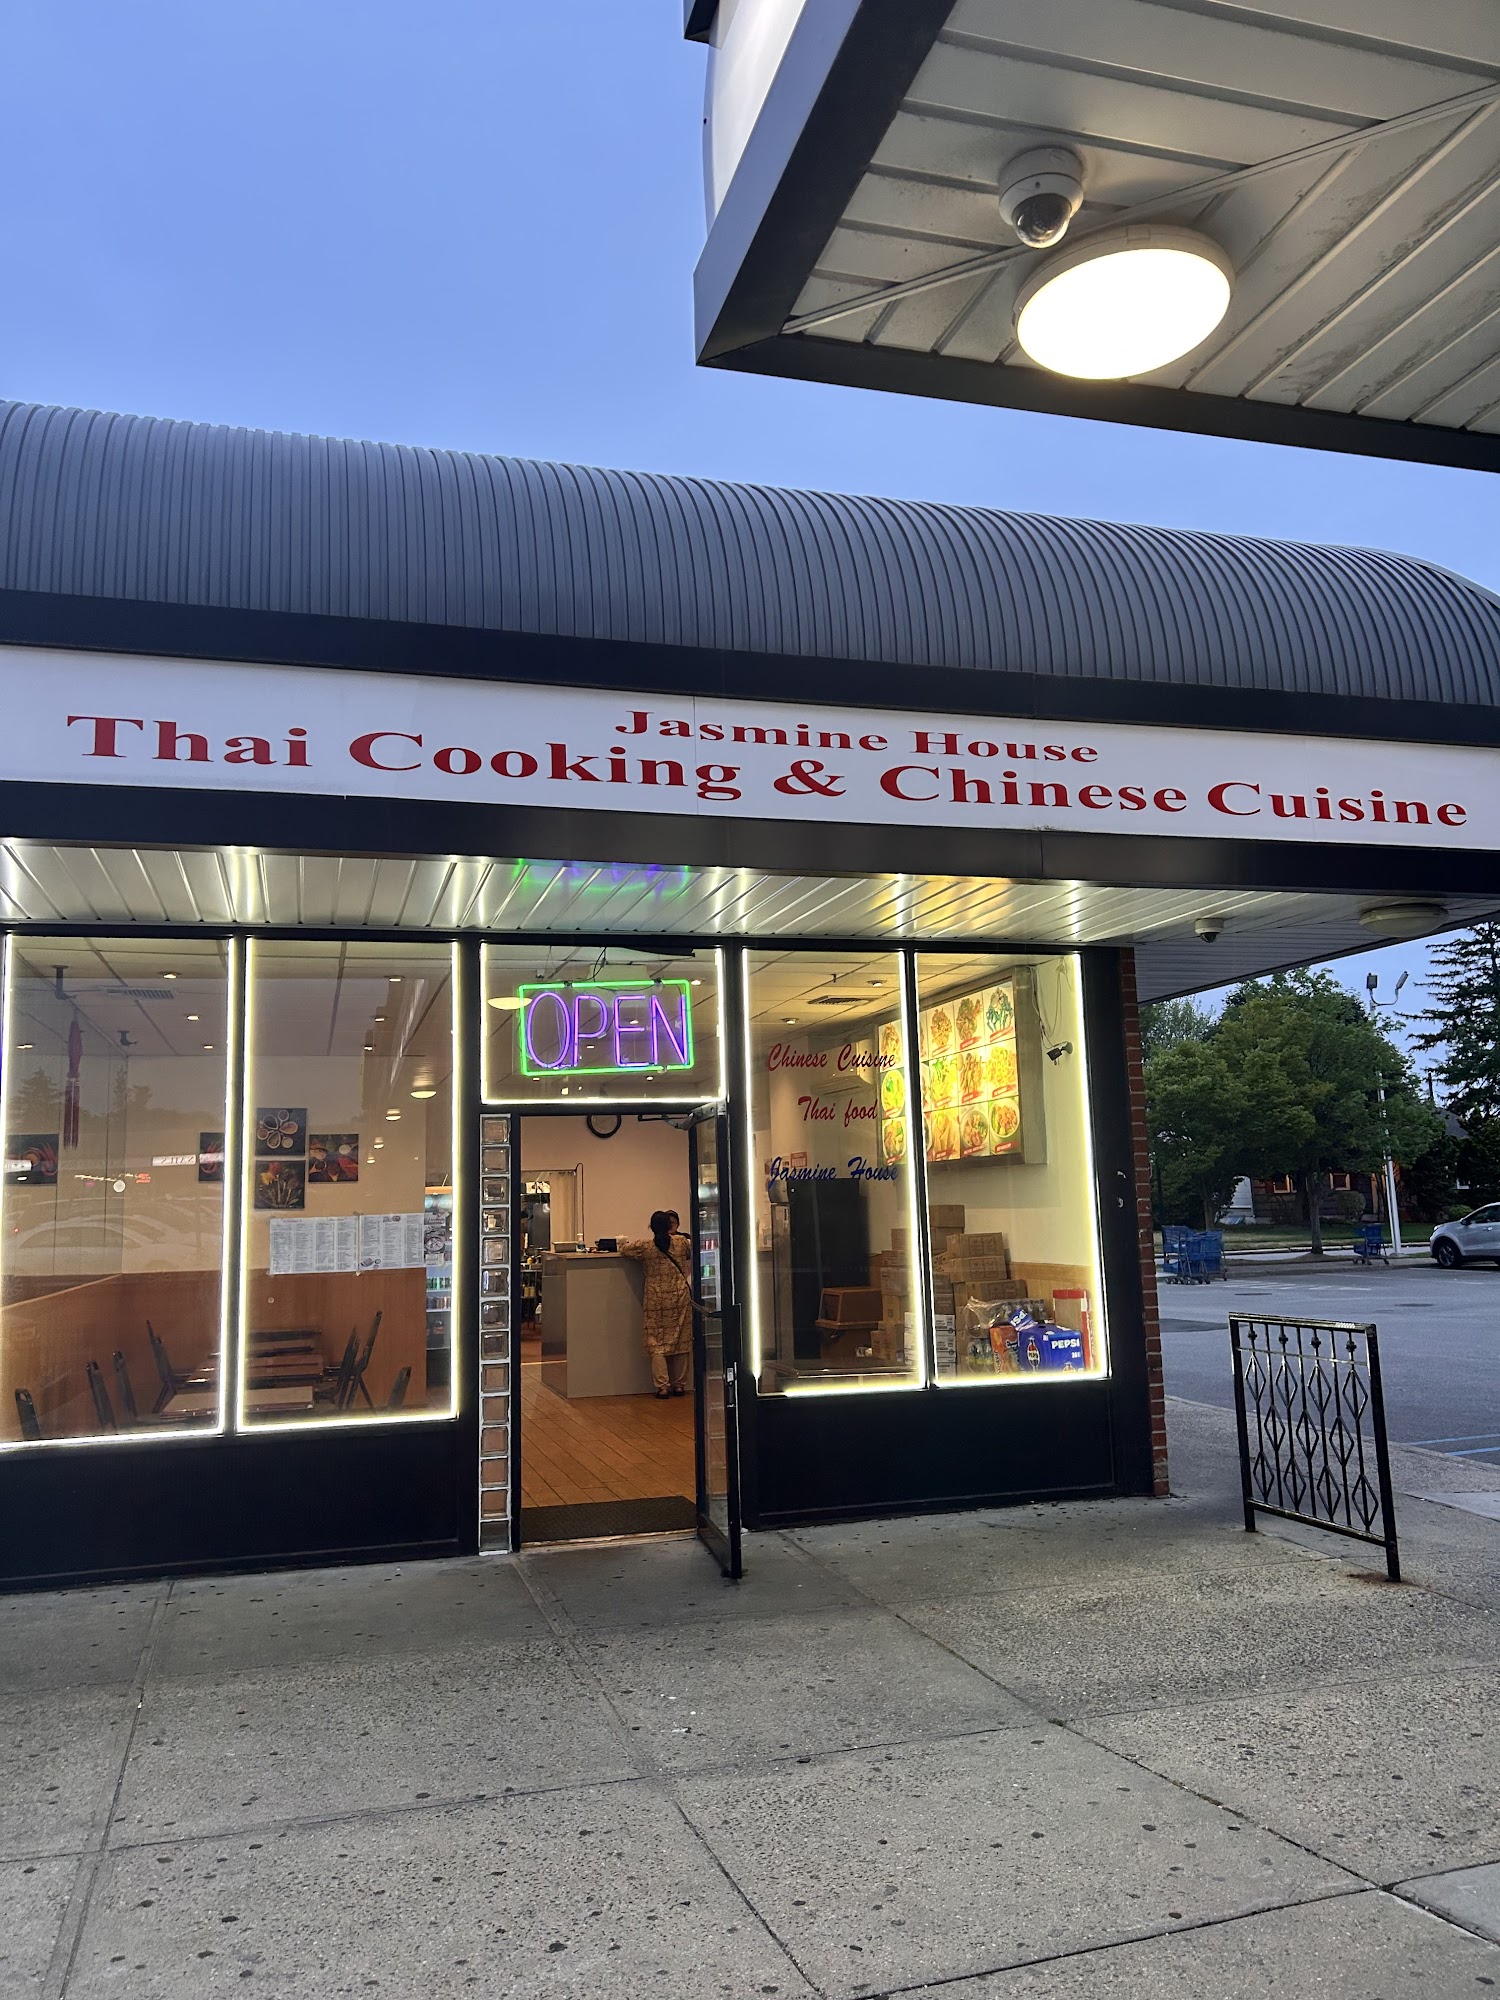 Jasmine House
Thai Cooking & Chinese Cuisine
OPEN
Chinese Cuisine
Thai food
Jasmine House
PEPSI